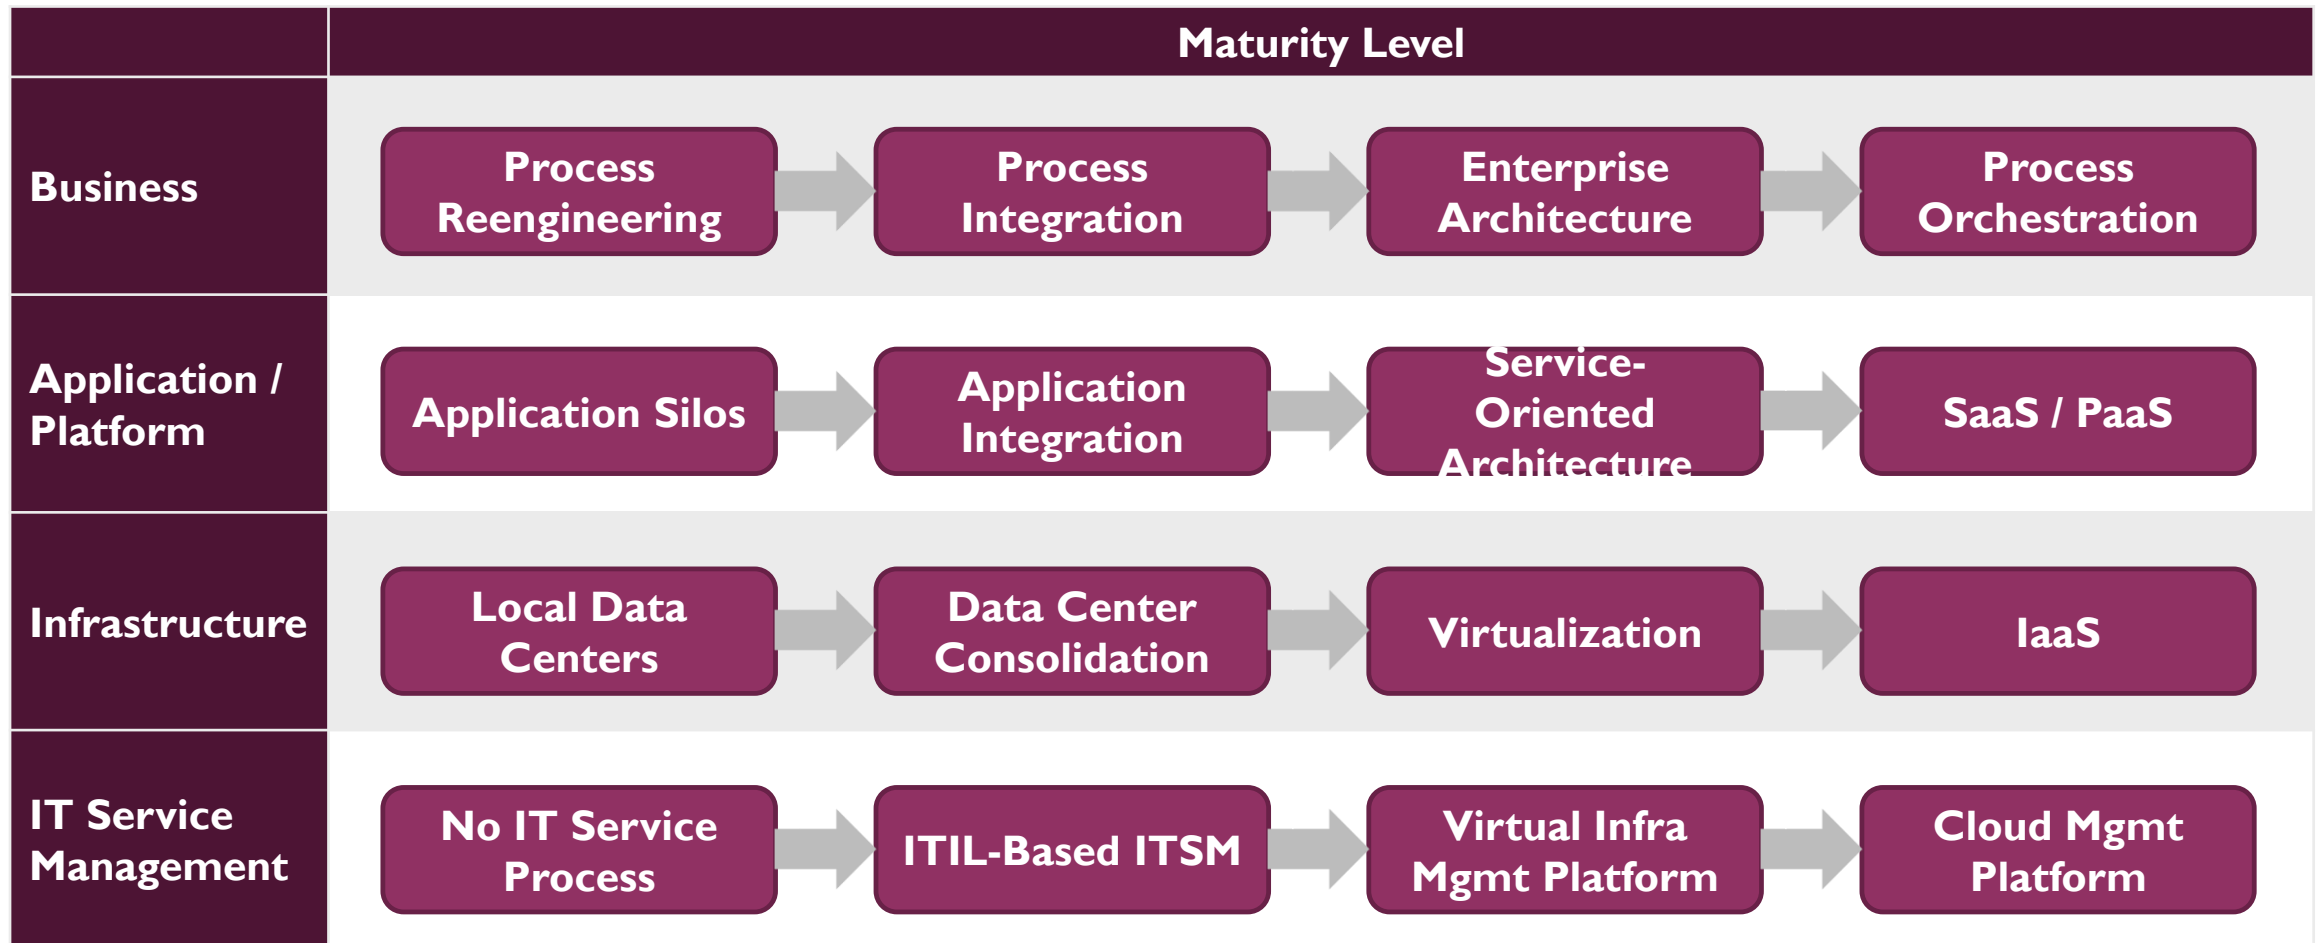 Maturity Level
Business
Process
Reengineering
Process
Integration
Enterprise
Architecture
Process
Orchestration
Application /
Platform
Application Silos
Application
Integration
Service-
Oriented
Architecture
SaaS / PaaS
Infrastructure
Local Data
Centers
Data Center
Consolidation
Virtualization
IaaS
IT Service
Management
No IT Service
Process
ITIL-Based ITSM
Virtual Infra
Mgmt Platform
Cloud Mgmt
Platform